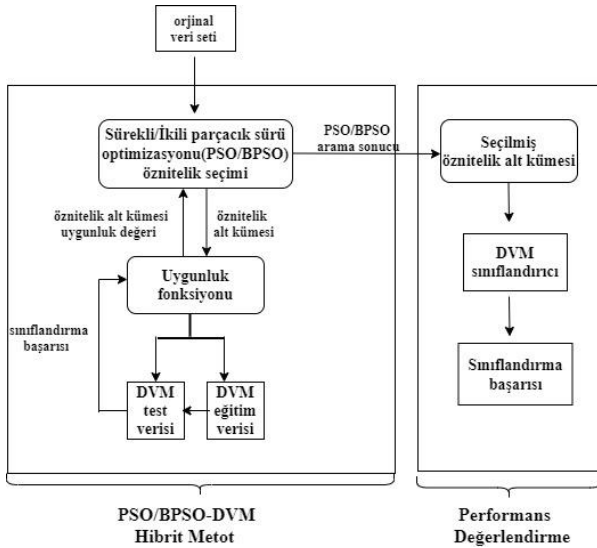 orjinal
veri seti
Sürekli/İkili parçacık sürü
optimizasyonu(PSO/BPSO)
öznitelik seçimi
PSO/BPSO
arama sonucu
Seçilmiş
öznitelik alt kümesi
öznitelik alt kümesi
uygunluk değeri
öznitelik
alt kümesi
Uygunluk
fonksiyonu
DVM
sınıflandırıcı
sınıflandırma
başarısı
Sınıflandırma
başarısı
DVM
test
verisi
DVM
eğitim
verisi
PSO/BPSO-DVM
Hibrit Metot
Performans
Değerlendirme